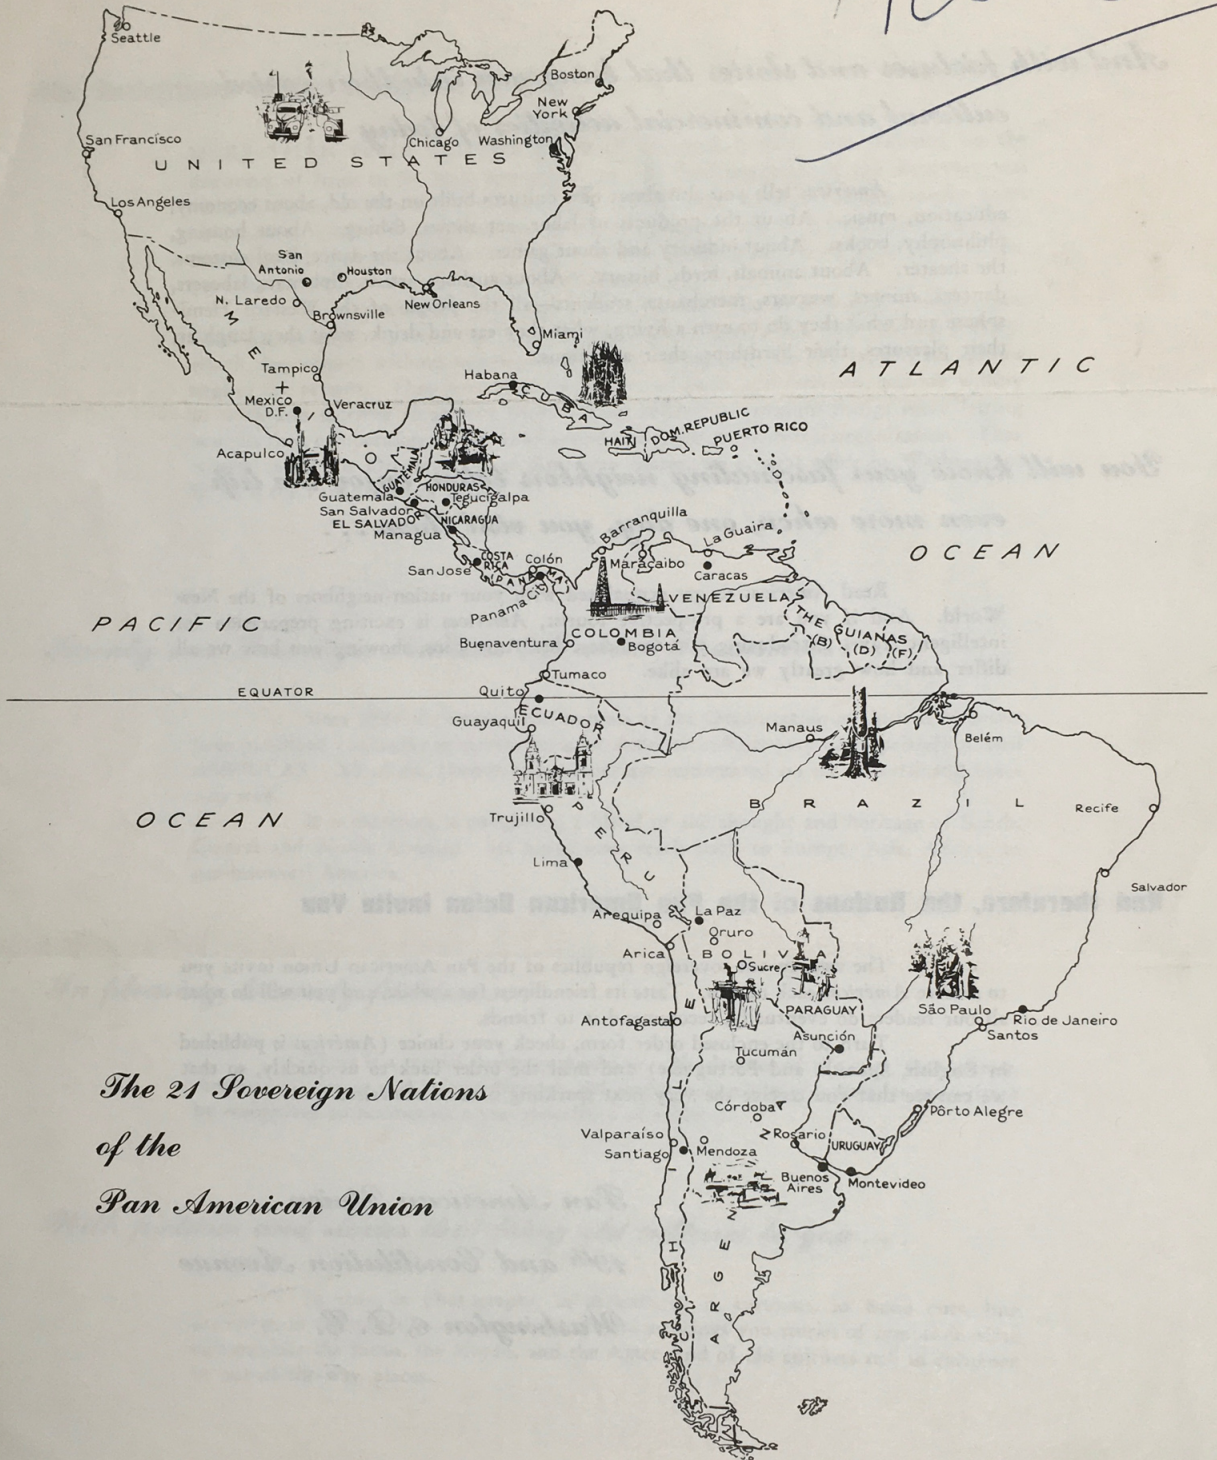 Seattle
Boston
New
York
San Francisco
Chicago
Washington
UNITED STATES
Los Angeles
San
Antonio
Houston
N. Laredo
New Orleans
Brownsville
MEXICO
Miami
Tampico
Habana
CUBA
ATLANTIC
Mexico
D.F.
Veracruz
HAITI
DOM. REPUBLIC
PUERTO RICO
Acapulco
GUATEMALA
HONDURAS
Guatemala
Tegucigalpa
San Salvador
EL SALVADOR
NICARAGUA
Managua
Barranquilla
La Guaira
OCEAN
COSTA
RICA
San José
Colón
PANAMA
Panama City
Maracaibo
Caracas
VENEZUELA
PACIFIC
THE GUIANAS
(B)
(D)
(F)
COLOMBIA
Buenaventura
Bogotá
Tumaco
EQUATOR
Quito
ECUADOR
Guayaquil
Manaus
Belém
PERU
BRAZIL
Recife
OCEAN
Trujillo
Lima
Salvador
Arequipa
La Paz
Oruro
Arica
BOLIVIA
Sucre
PARAGUAY
São Paulo
Rio de Janeiro
Santos
Antofagasta
Asunción
Tucumán
The 21 Sovereign Nations
of the
Pan American Union
Córdoba
Pôrto Alegre
Valparaíso
Santiago
Mendoza
Rosario
URUGUAY
Buenos
Aires
Montevideo
CHILE
ARGENTINA